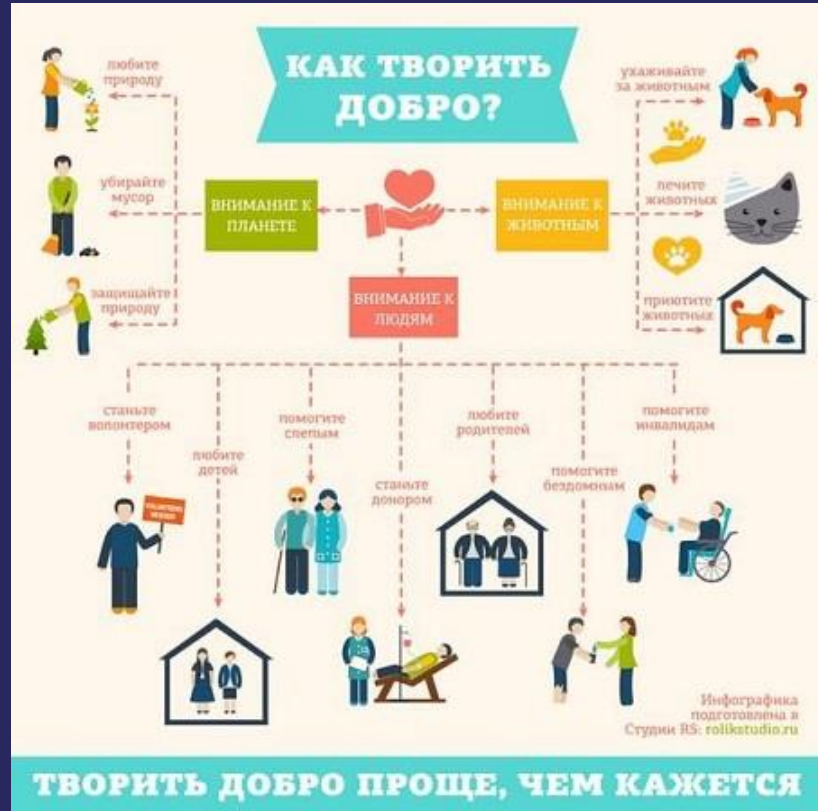 КАК ТВОРИТЬ
ДОБРО?
любите
природу
убирайте
мусор
защищайте
природу
ВНИМАНИЕ К
ПЛАНЕТЕ
ВНИМАНИЕ К
ЖИВОТНЫМ
ухаживайте
за животным
лечите
животных
приютите
животных
ВНИМАНИЕ К
ЛЮДЯМ
станьте
волонтером
любите
детей
помогите
слепым
станьте
донором
любите
родителей
помогите
бездомным
помогите
инвалидам
VOLUNTEERS
NEEDED
Инфографика
подготовлена в
Студии RS: rolikstudio.ru
ТВОРИТЬ ДОБРО ПРОЩЕ, ЧЕМ КАЖЕТСЯ